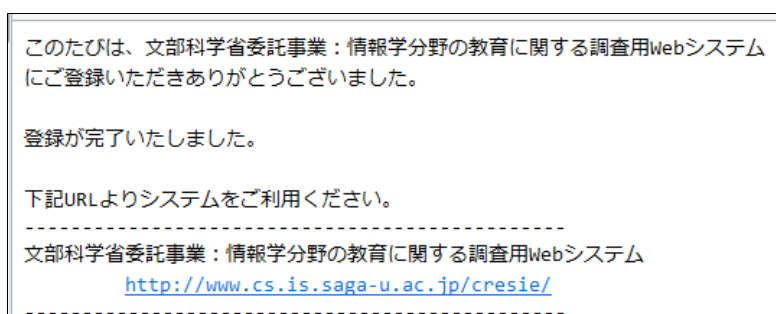 このたびは、文部科学省委託事業：情報学分野の教育に関する調査用Webシステム
にご登録いただきありがとうございました。
登録が完了いたしました。
下記URLよりシステムをご利用ください。
-----------------------------------------------
文部科学省委託事業：情報学分野の教育に関する調査用Webシステム
http://www.cs.is.saga-u.ac.jp/cresie/
-----------------------------------------------